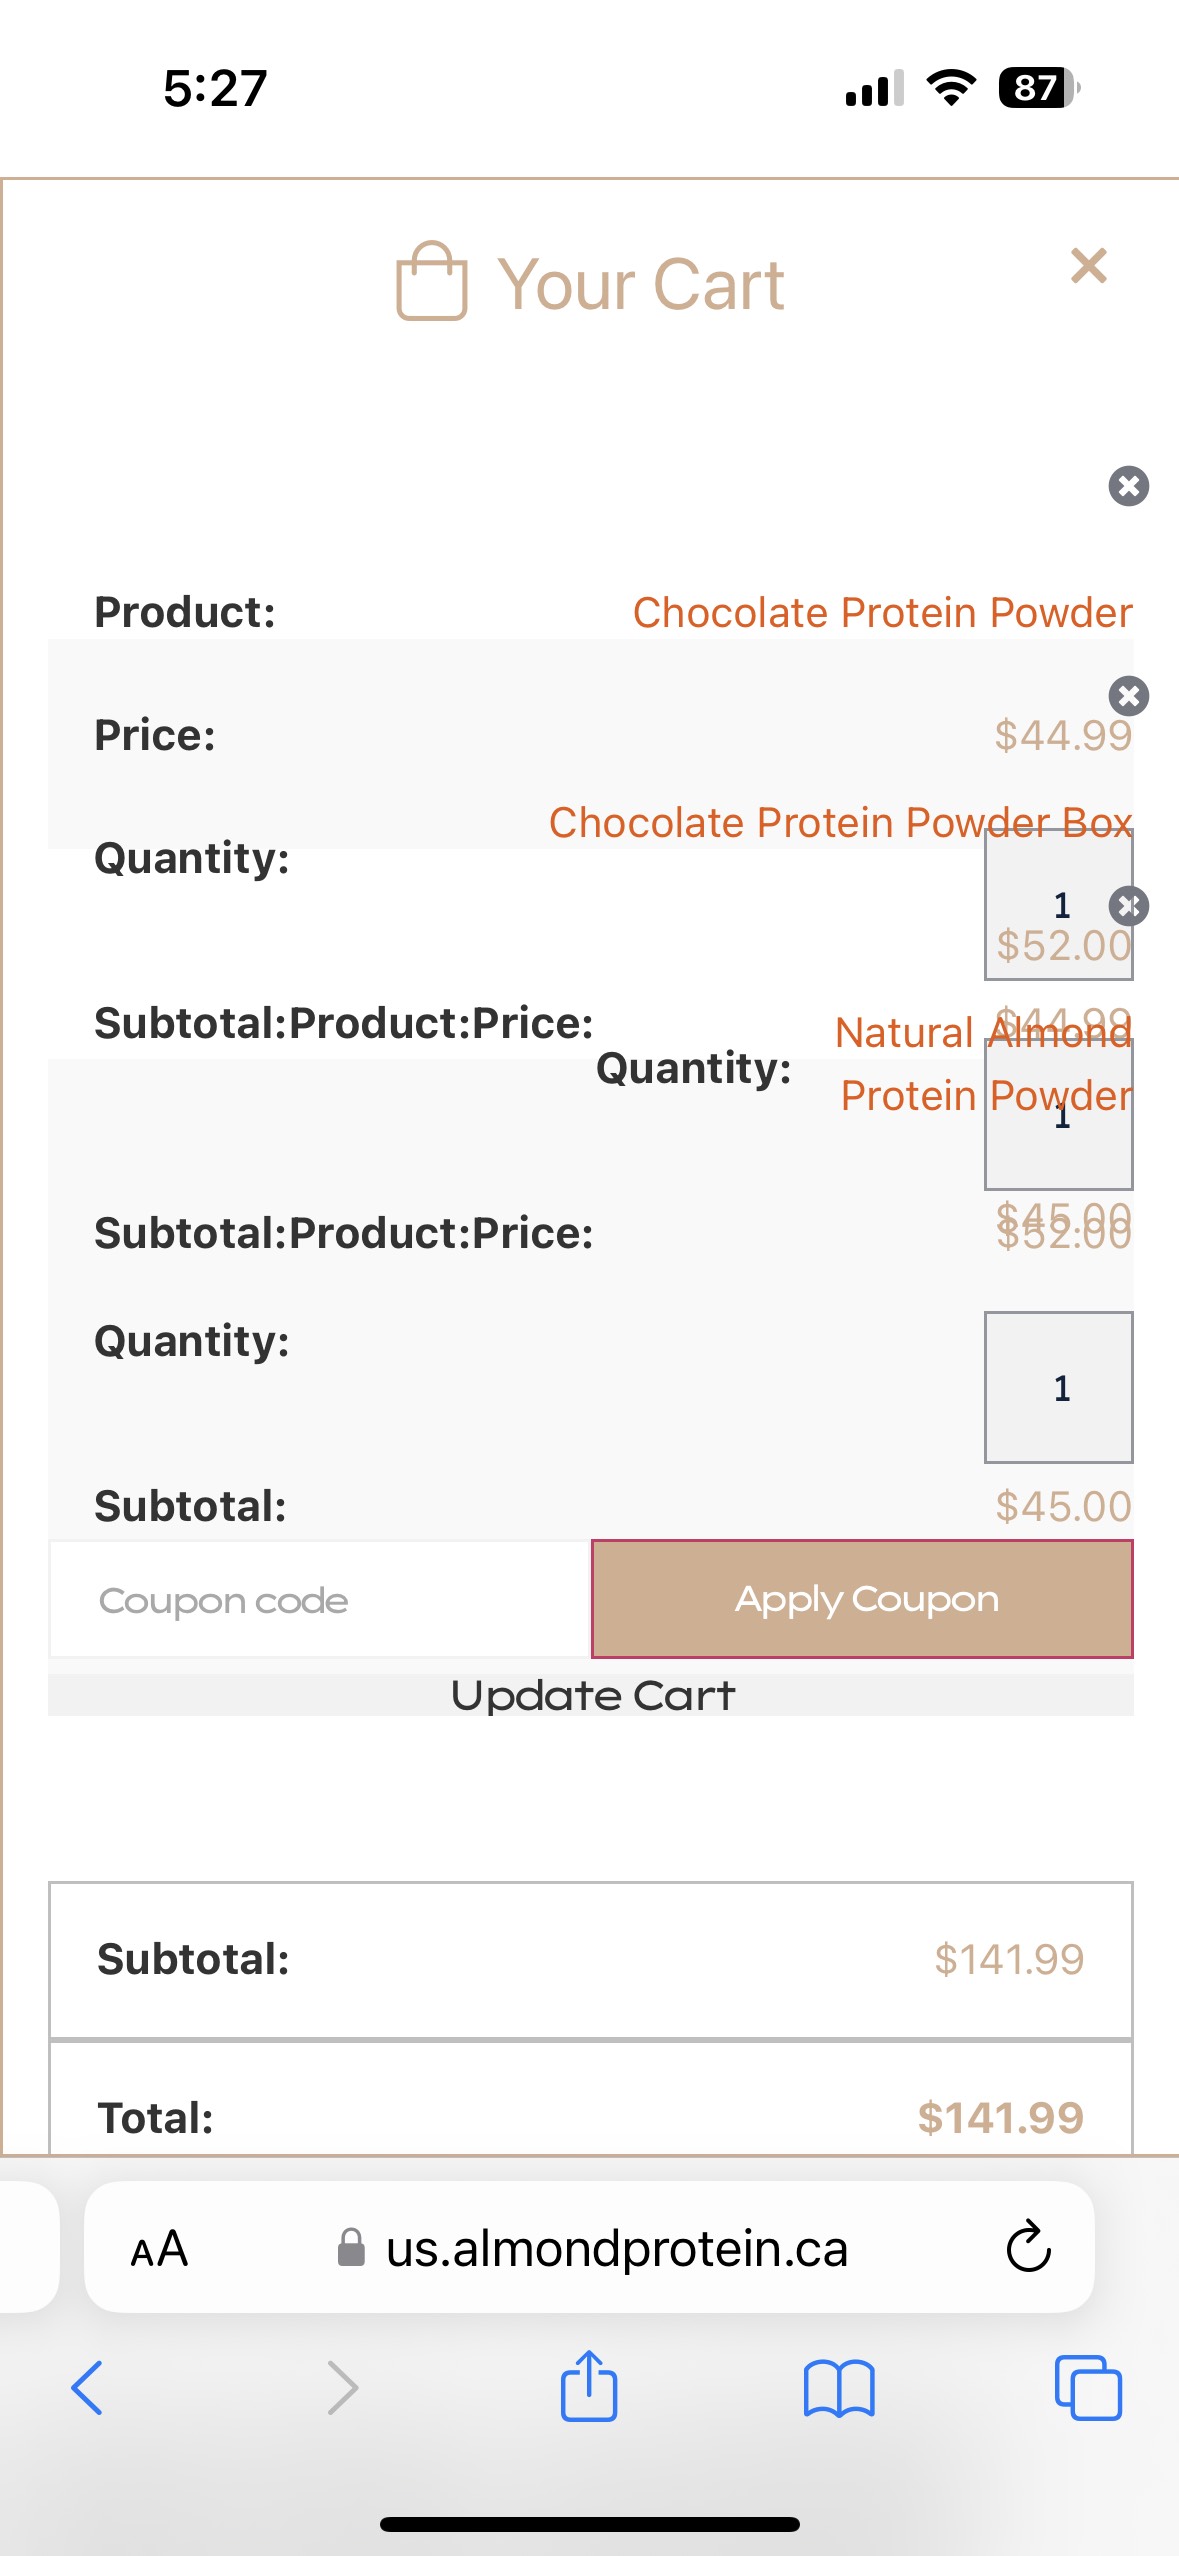 5:27
87
Your Cart
Product: Chocolate Protein Powder
Price: $44.99
Chocolate Protein Powder Box
Quantity: 1
$52.00
Subtotal:Product:Price: $44.99
Natural Almond
Quantity:
Protein Powder
1
$45.00
Subtotal:Product:Price: $52.00
Quantity: 1
Subtotal: $45.00
Coupon code Apply Coupon
Update Cart
Subtotal: $141.99
Total: $141.99
AA us.almondprotein.ca